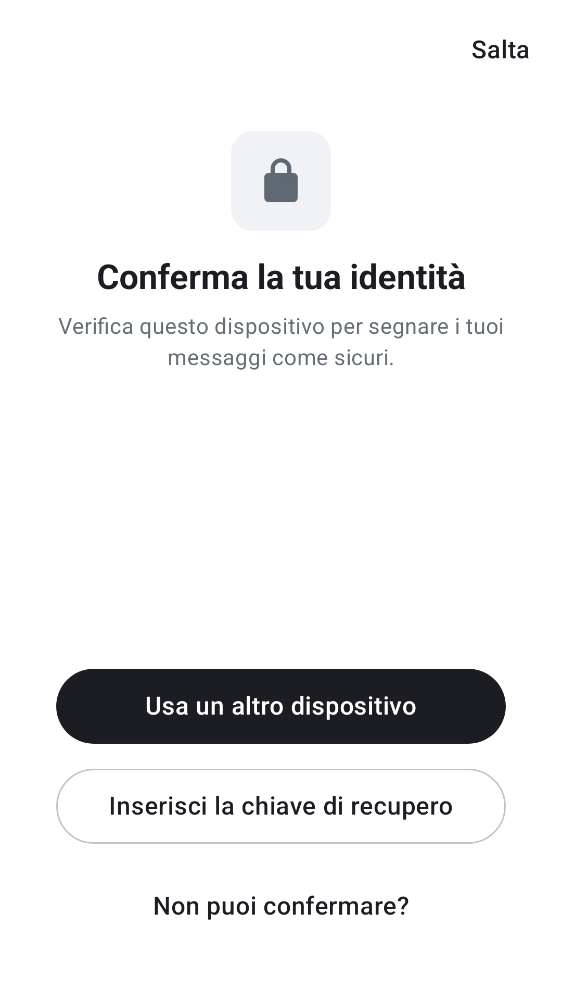 Salta
Conferma la tua identità
Verifica questo dispositivo per segnare i tuoi
messaggi come sicuri.
Usa un altro dispositivo
Inserisci la chiave di recupero
Non puoi confermare?